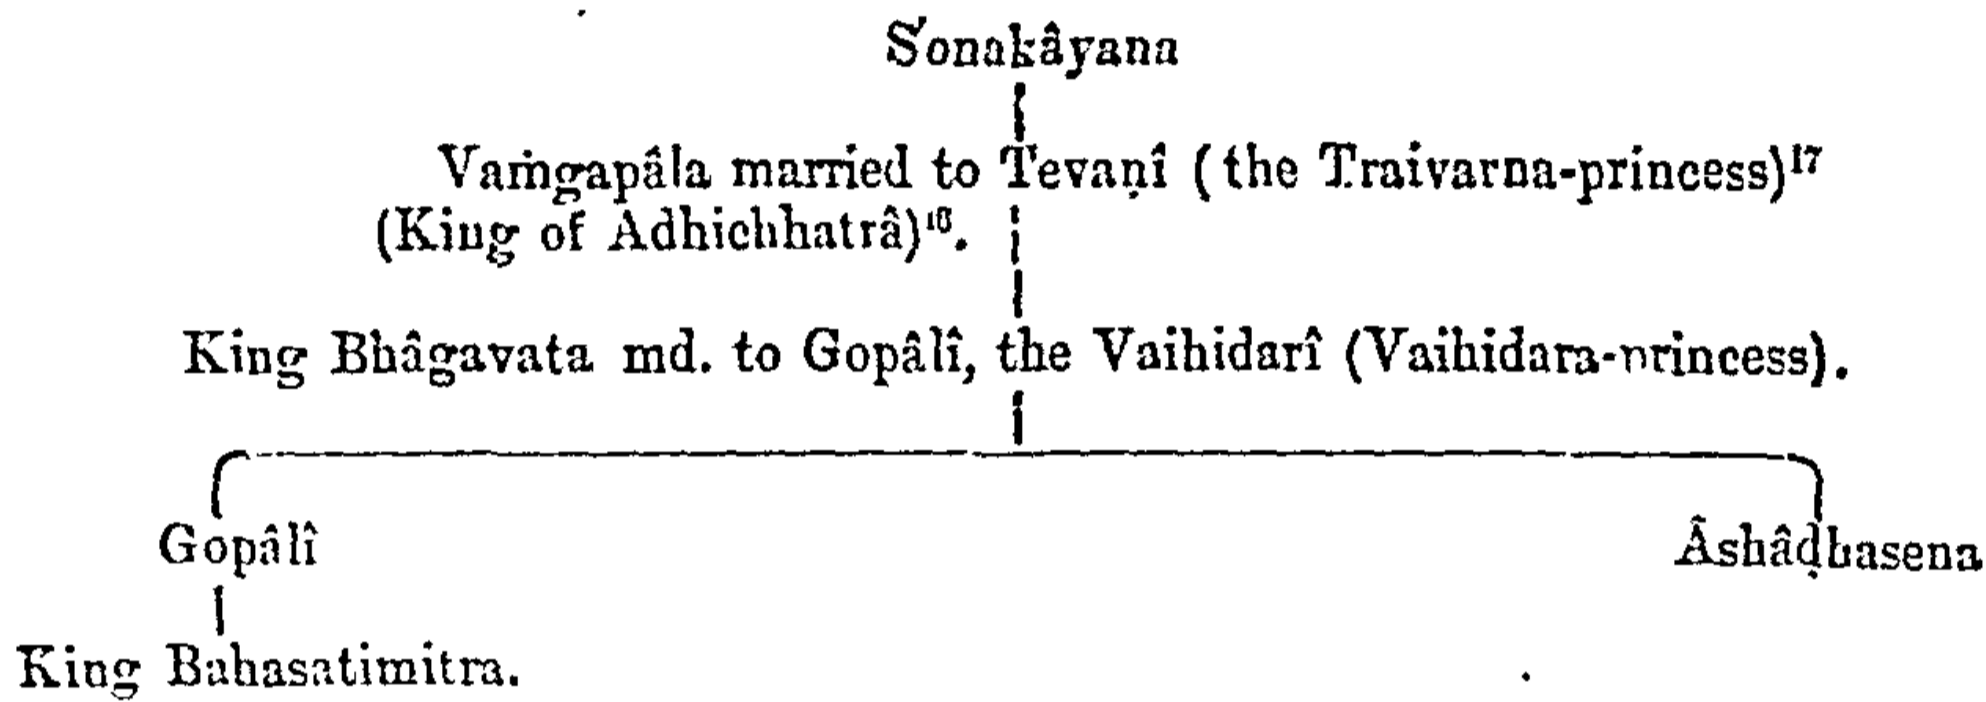 Śonakâyana
Vaṁgapâla married to Tevaṇî (the Traivarna-princess)¹⁷
(King of Adhichhatrâ)¹⁶.
King Bhâgavata md. to Gopâlî, the Vaihidarî (Vaihidara-princess).
Gopâlî
Âshâḍhasena
King Bahasatimitra.